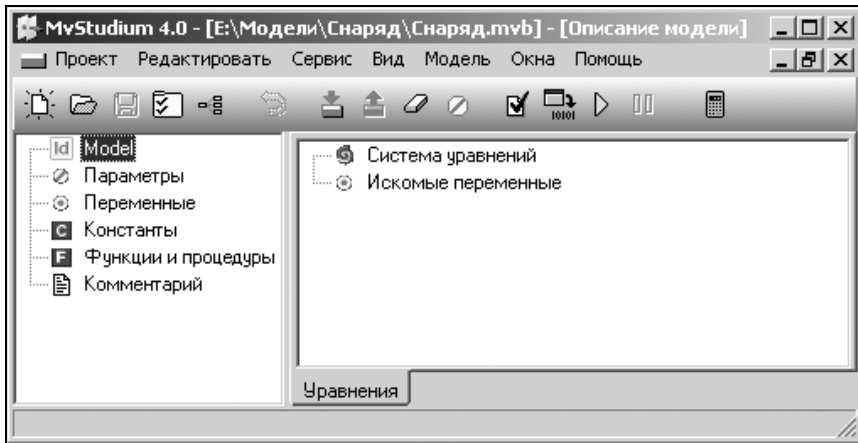 MvStudium 4.0 - [E:\Модели\Снаряд\Снаряд.mvb] - [Описание модели]
Проект Редактировать Сервис Вид Модель Окна Помощь
10101
Id Model
Параметры
Переменные
C Константы
F Функции и процедуры
Комментарий
Система уравнений
Искомые переменные
Уравнения